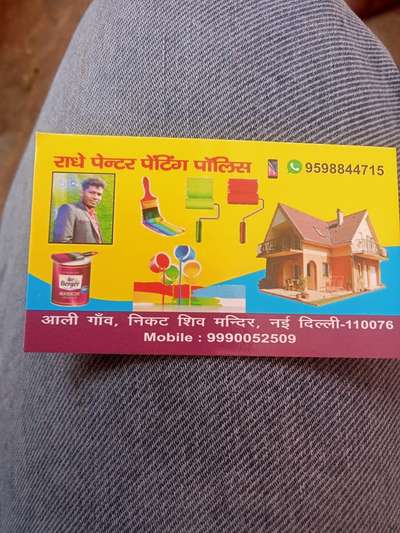 राधे पेन्टर पेंटिंग पॉलिस
9598844715
Berger
आली गाँव, निकट शिव मन्दिर, नई दिल्ली-110076
Mobile : 9990052509